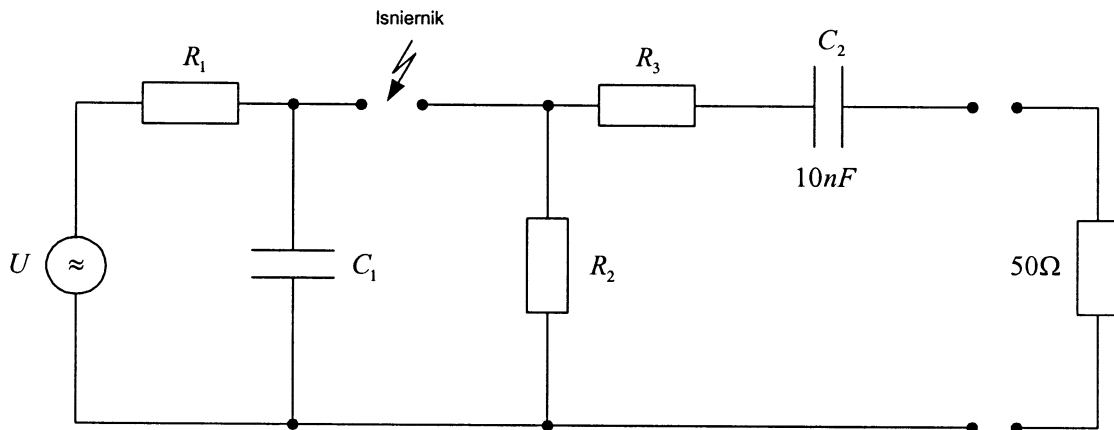 Isniernik
R₁
R₃
C₂
10nF
U
≈
C₁
R₂
50Ω